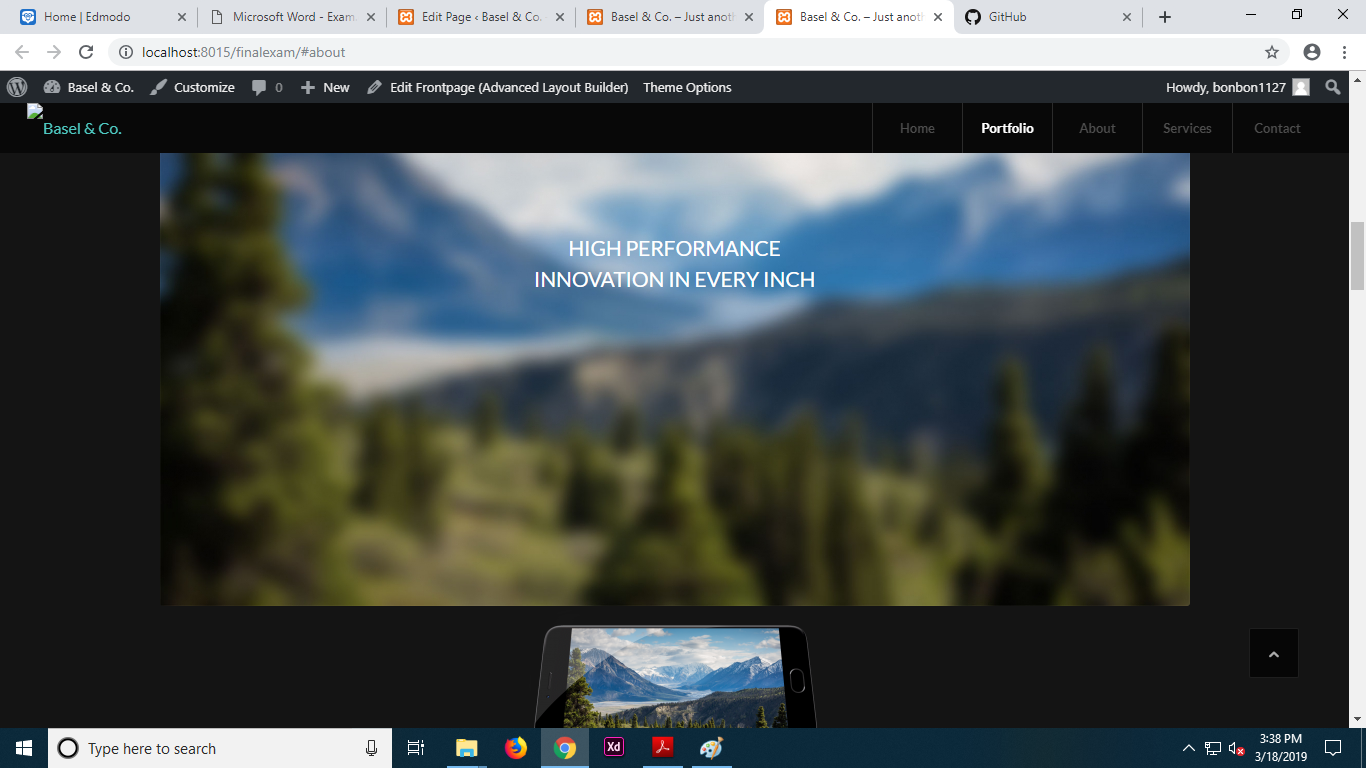 Home | Edmodo
Microsoft Word - Exam
Edit Page ‹ Basel & Co.
Basel & Co. – Just anoth
Basel & Co. – Just anoth
GitHub
localhost:8015/finalexam/#about
Basel & Co.
Customize
0
New
Edit Frontpage (Advanced Layout Builder)
Theme Options
Howdy, bonbon1127
Basel & Co.
Home
Portfolio
About
Services
Contact
HIGH PERFORMANCE
INNOVATION IN EVERY INCH
Type here to search
Xd
3:38 PM
3/18/2019